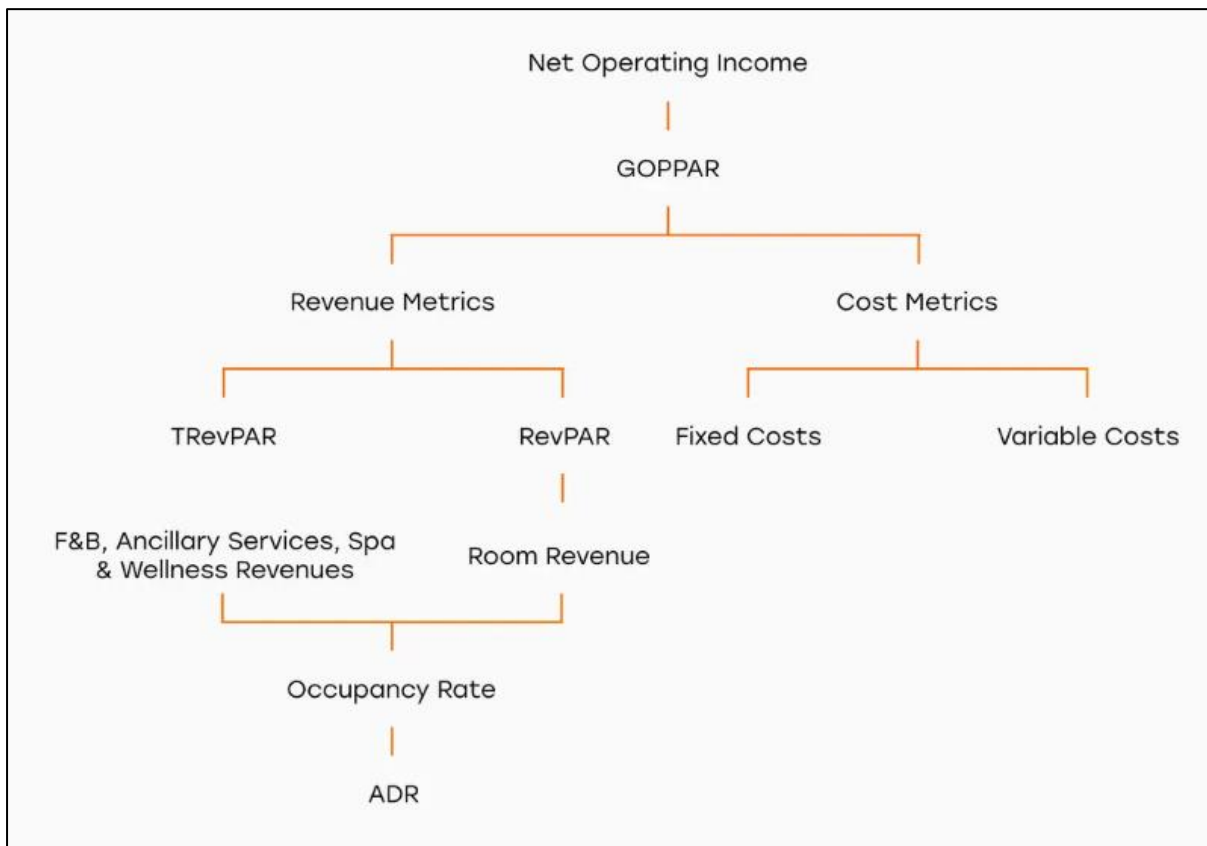 Net Operating Income
GOPPAR
Revenue Metrics
Cost Metrics
TRevPAR
RevPAR
Fixed Costs
Variable Costs
F&B, Ancillary Services, Spa
& Wellness Revenues
Room Revenue
Occupancy Rate
ADR